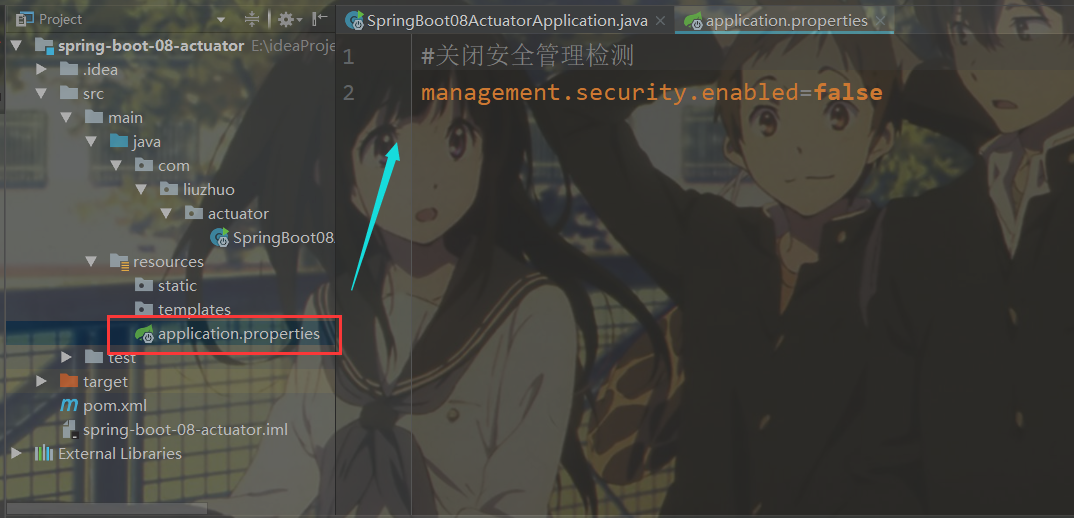 Project
spring-boot-08-actuator E:\ideaProje
.idea
src
main
java
com
liuzhuo
actuator
SpringBoot08
resources
static
templates
application.properties
test
target
pom.xml
spring-boot-08-actuator.iml
External Libraries
SpringBoot08ActuatorApplication.java
application.properties
1 #关闭安全管理检测
2 management.security.enabled=false